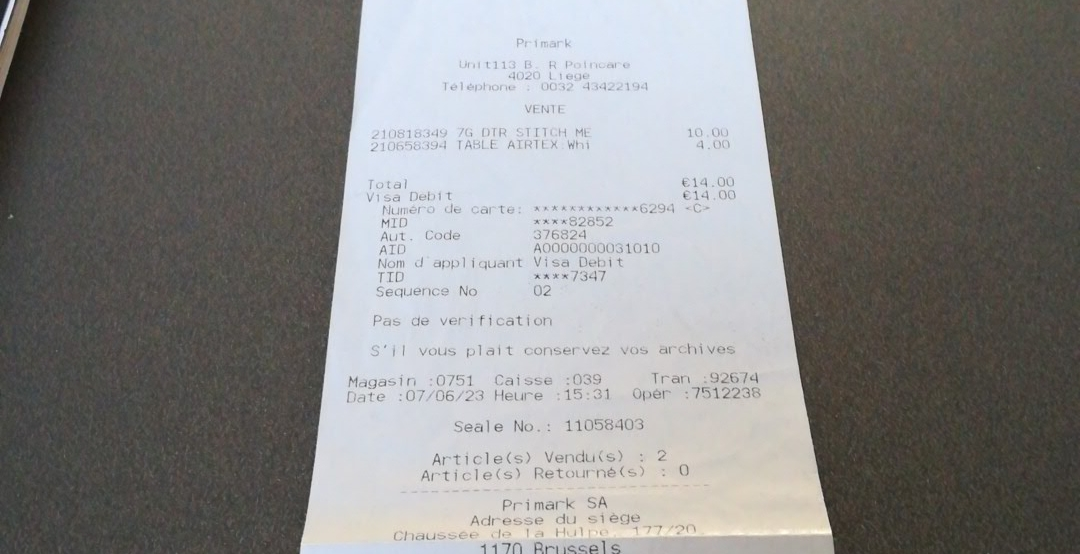 Primark
Unit113 B. R Poincare
4020 Liege
Téléphone : 0032 43422194
VENTE
210818349 7G DTR STITCH ME 10.00
210658394 TABLE AIRTEX Whi 4.00
Total €14.00
Visa Debit €14.00
Numéro de carte: ************6294 <C>
MID ****82852
Aut. Code 376824
AID A0000000031010
Nom d'appliquant Visa Debit
TID ****7347
Sequence No 02
Pas de verification
S'il vous plait conservez vos archives
Magasin :0751 Caisse :039 Tran :92674
Date :07/06/23 Heure :15:31 Opér :7512238
Seale No.: 11058403
Article(s) Vendu(s) : 2
Article(s) Retourné(s) : 0
Primark SA
Adresse du siège
Chaussée de la Hulpe, 177/20
1170 Brussels